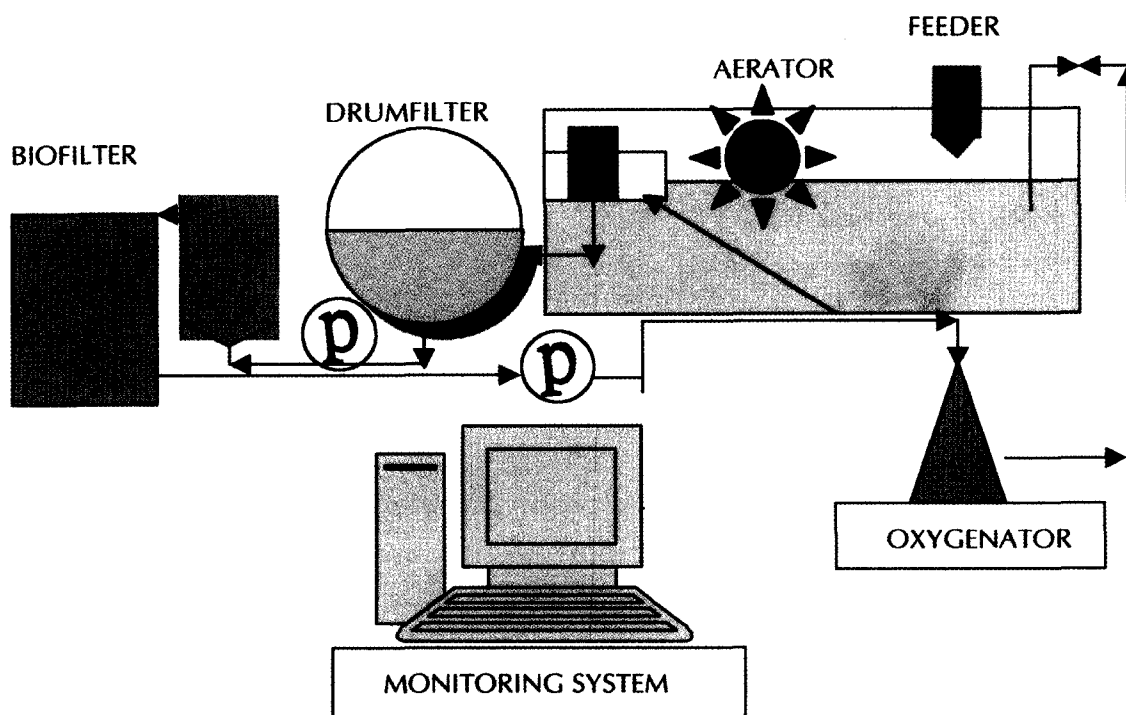 FEEDER
AERATOR
DRUMFILTER
BIOFILTER
p
p
OXYGENATOR
MONITORING SYSTEM